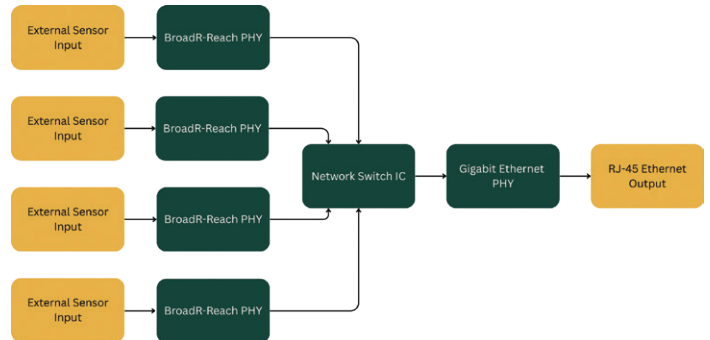 External Sensor
Input
BroadR-Reach PHY
External Sensor
Input
BroadR-Reach PHY
Network Switch IC
Gigabit Ethernet
PHY
RJ-45 Ethernet
Output
External Sensor
Input
BroadR-Reach PHY
External Sensor
Input
BroadR-Reach PHY